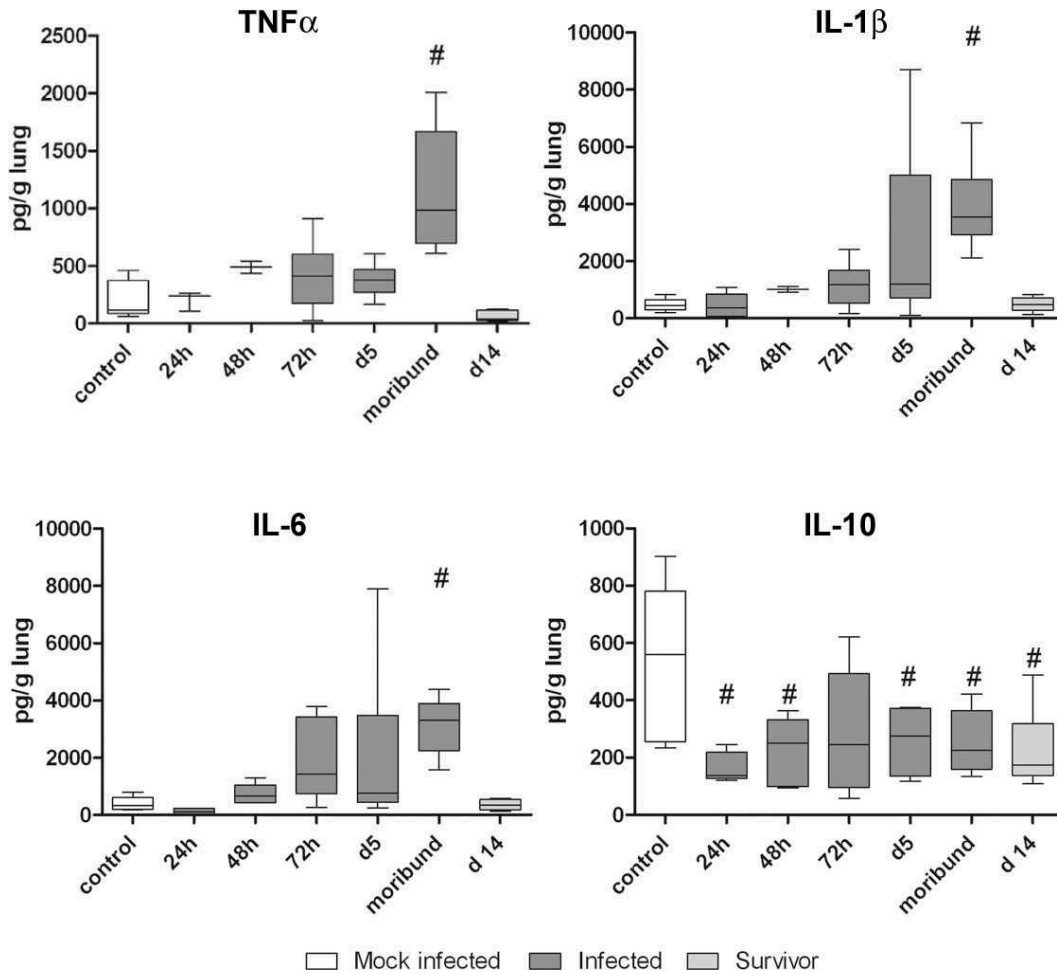 TNFα
pg/g lung
2500
2000
1500
1000
500
0
#
control
24h
48h
72h
d5
moribund
d14
IL-1β
pg/g lung
10000
8000
6000
4000
2000
0
#
control
24h
48h
72h
d5
moribund
d 14
IL-6
pg/g lung
10000
8000
6000
4000
2000
0
#
control
24h
48h
72h
d5
moribund
d 14
IL-10
pg/g lung
1000
800
600
400
200
0
# # # # #
control
24h
48h
72h
d5
moribund
d 14
Mock infected Infected Survivor